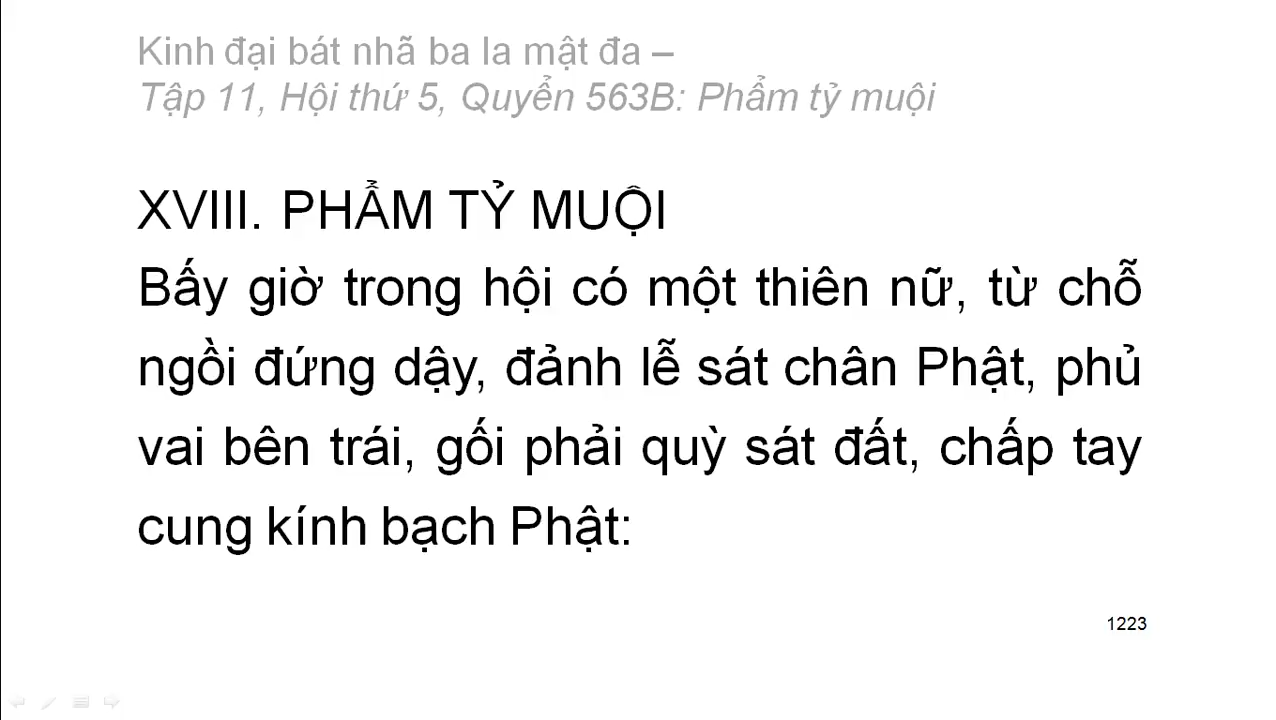 Kinh đại bát nhã ba la mật đa –
Tập 11, Hội thứ 5, Quyển 563B: Phẩm tỷ muội
XVIII. PHẨM TỶ MUỘI
Bấy giờ trong hội có một thiên nữ, từ chỗ
ngồi đứng dậy, đảnh lễ sát chân Phật, phủ
vai bên trái, gối phải quỳ sát đất, chấp tay
cung kính bạch Phật:
1223